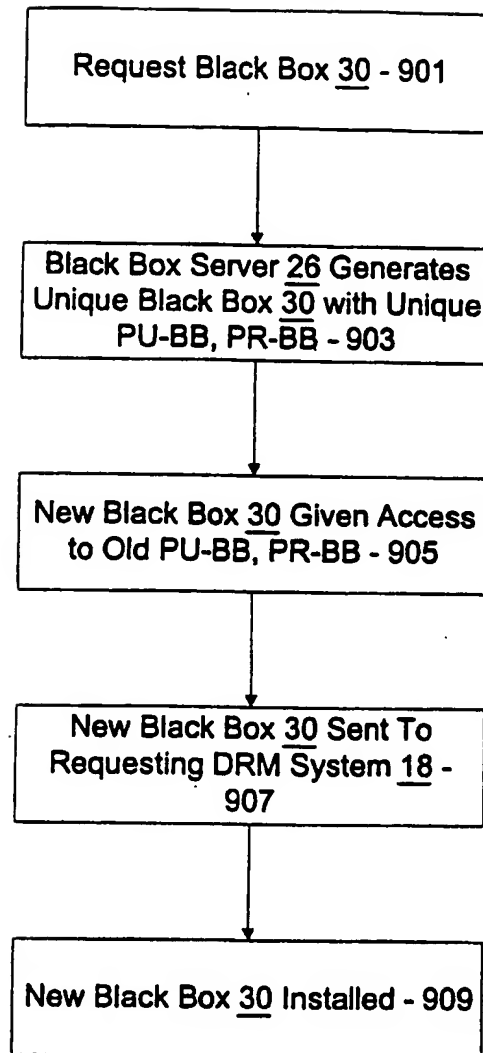 Request Black Box 30 - 901
Black Box Server 26 Generates
Unique Black Box 30 with Unique
PU-BB, PR-BB - 903
New Black Box 30 Given Access
to Old PU-BB, PR-BB - 905
New Black Box 30 Sent To
Requesting DRM System 18 -
907
New Black Box 30 Installed - 909